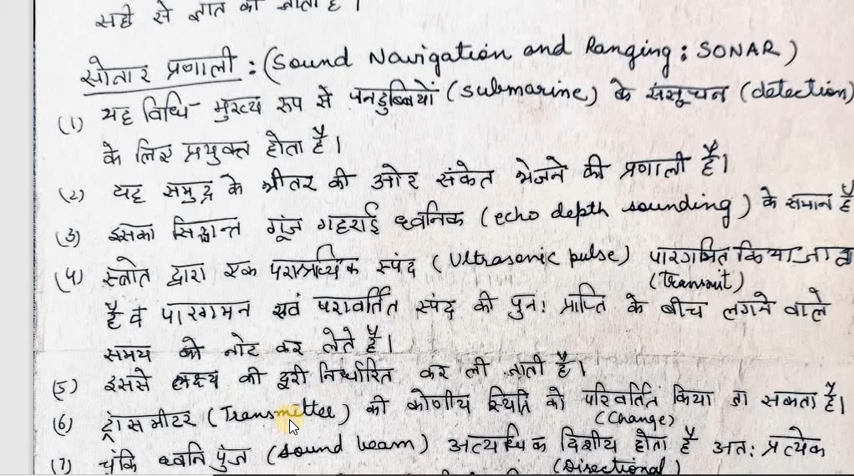 सही से ज्ञात की जाती है।
सोनार प्रणाली : (Sound Navigation and Ranging ; SONAR)
(1) यह विधि मुख्य रूप से पनडुब्बियों (submarine) के संसूचन (detection)
के लिए प्रयुक्त होता है।
(2) यह समुद्र के भीतर की ओर संकेत भेजने की प्रणाली है।
(3) इसका सिद्धान्त गूंज गहराई ध्वनिक (echo depth sounding) के समान है
(4) स्त्रोत द्वारा एक पराश्रव्यिक स्पंद (Ultrasonic pulse) पारगमित किया जाता
(Transmit)
है व पारगमन एवं परावर्तित स्पंद की पुनः प्राप्ति के बीच लगने वाले
समय को नोट कर लेते है।
(5) इससे लक्ष्य की दूरी निर्धारित कर ली जाती है।
(6) ट्रांसमीटर (Transmitter) की कोणीय स्थिति को परिवर्तित किया जा सकता है।
(Change)
(7) चूंकि ध्वनि पुंज (sound beam) अत्यधिक दिशीय होता है अतः प्रत्येक
(Directional)